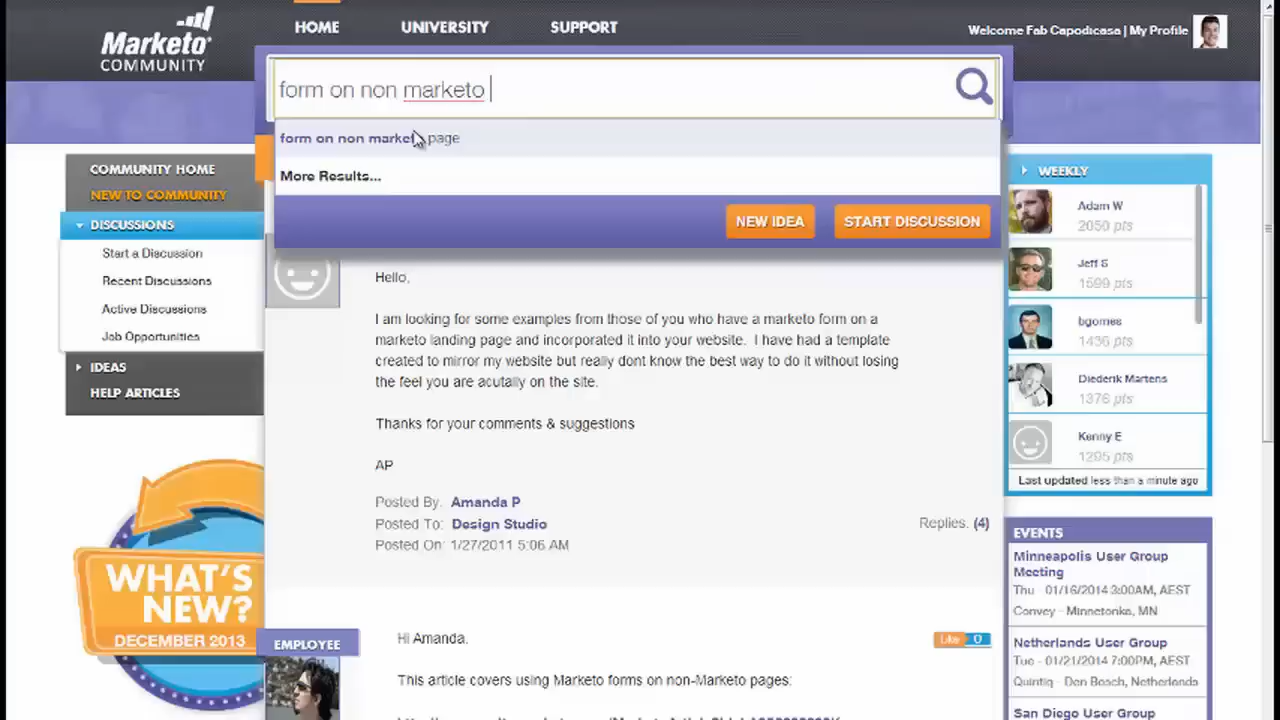 Marketo
COMMUNITY
HOME
UNIVERSITY
SUPPORT
Welcome Fab Capodicasa | My Profile
form on non marketo
form on non marketo page
More Results...
NEW IDEA
START DISCUSSION
COMMUNITY HOME
NEW TO COMMUNITY
DISCUSSIONS
Start a Discussion
Recent Discussions
Active Discussions
Job Opportunities
IDEAS
HELP ARTICLES
WHAT'S
NEW?
DECEMBER 2013
Hello,
I am looking for some examples from those of you who have a marketo form on a
marketo landing page and incorporated it into your website. I have had a template
created to mirror my website but really dont know the best way to do it without losing
the feel you are acutally on the site.
Thanks for your comments & suggestions
AP
Posted By: Amanda P
Posted To: Design Studio
Posted On: 1/27/2011 5:06 AM
Replies. (4)
EMPLOYEE
Hi Amanda.
Like 0
This article covers using Marketo forms on non-Marketo pages:
WEEKLY
Adam W
2050 pts
Jeff S
1599 pts
bgomes
1436 pts
Diederik Martens
1376 pts
Kenny E
1295 pts
Last updated less than a minute ago
EVENTS
Minneapolis User Group
Meeting
Thu - 01/16/2014 3:00AM, AEST
Convey - Minnetonka, MN
Netherlands User Group
Tue - 01/21/2014 7:00PM, AEST
Quintiq - Den Bosch, Netherlands
San Diego User Group